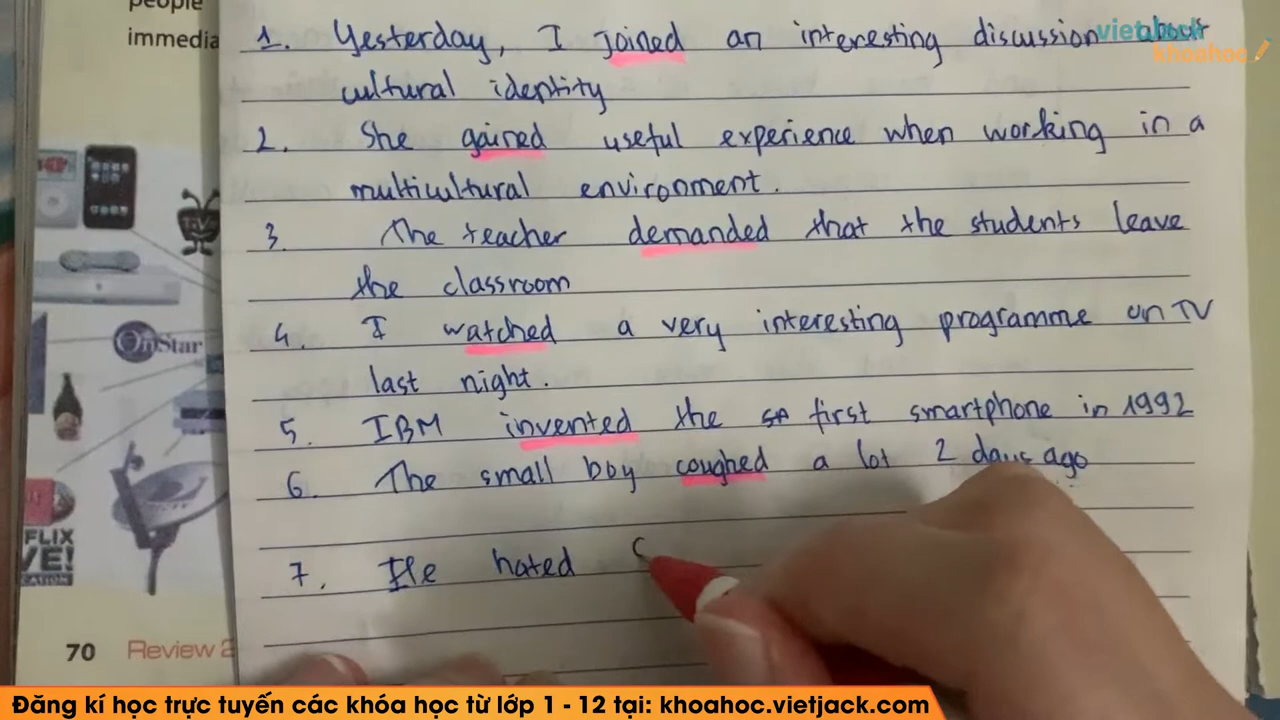 people
immedia
vietjack
khoahoc
1. Yesterday, I joined an interesting discussion about
cultural identity
2. She gained useful experience when working in a
multicultural environment.
3. The teacher demanded that the students leave
the classroom
4. I watched a very interesting programme on TV
last night.
5. IBM invented the first smartphone in 1992
6. The small boy coughed a lot 2 days ago
7. He hated
TiVo
OnStar
FLIX
VE!
70 Review 2
Đăng kí học trực tuyến các khóa học từ lớp 1 - 12 tại: khoahoc.vietjack.com